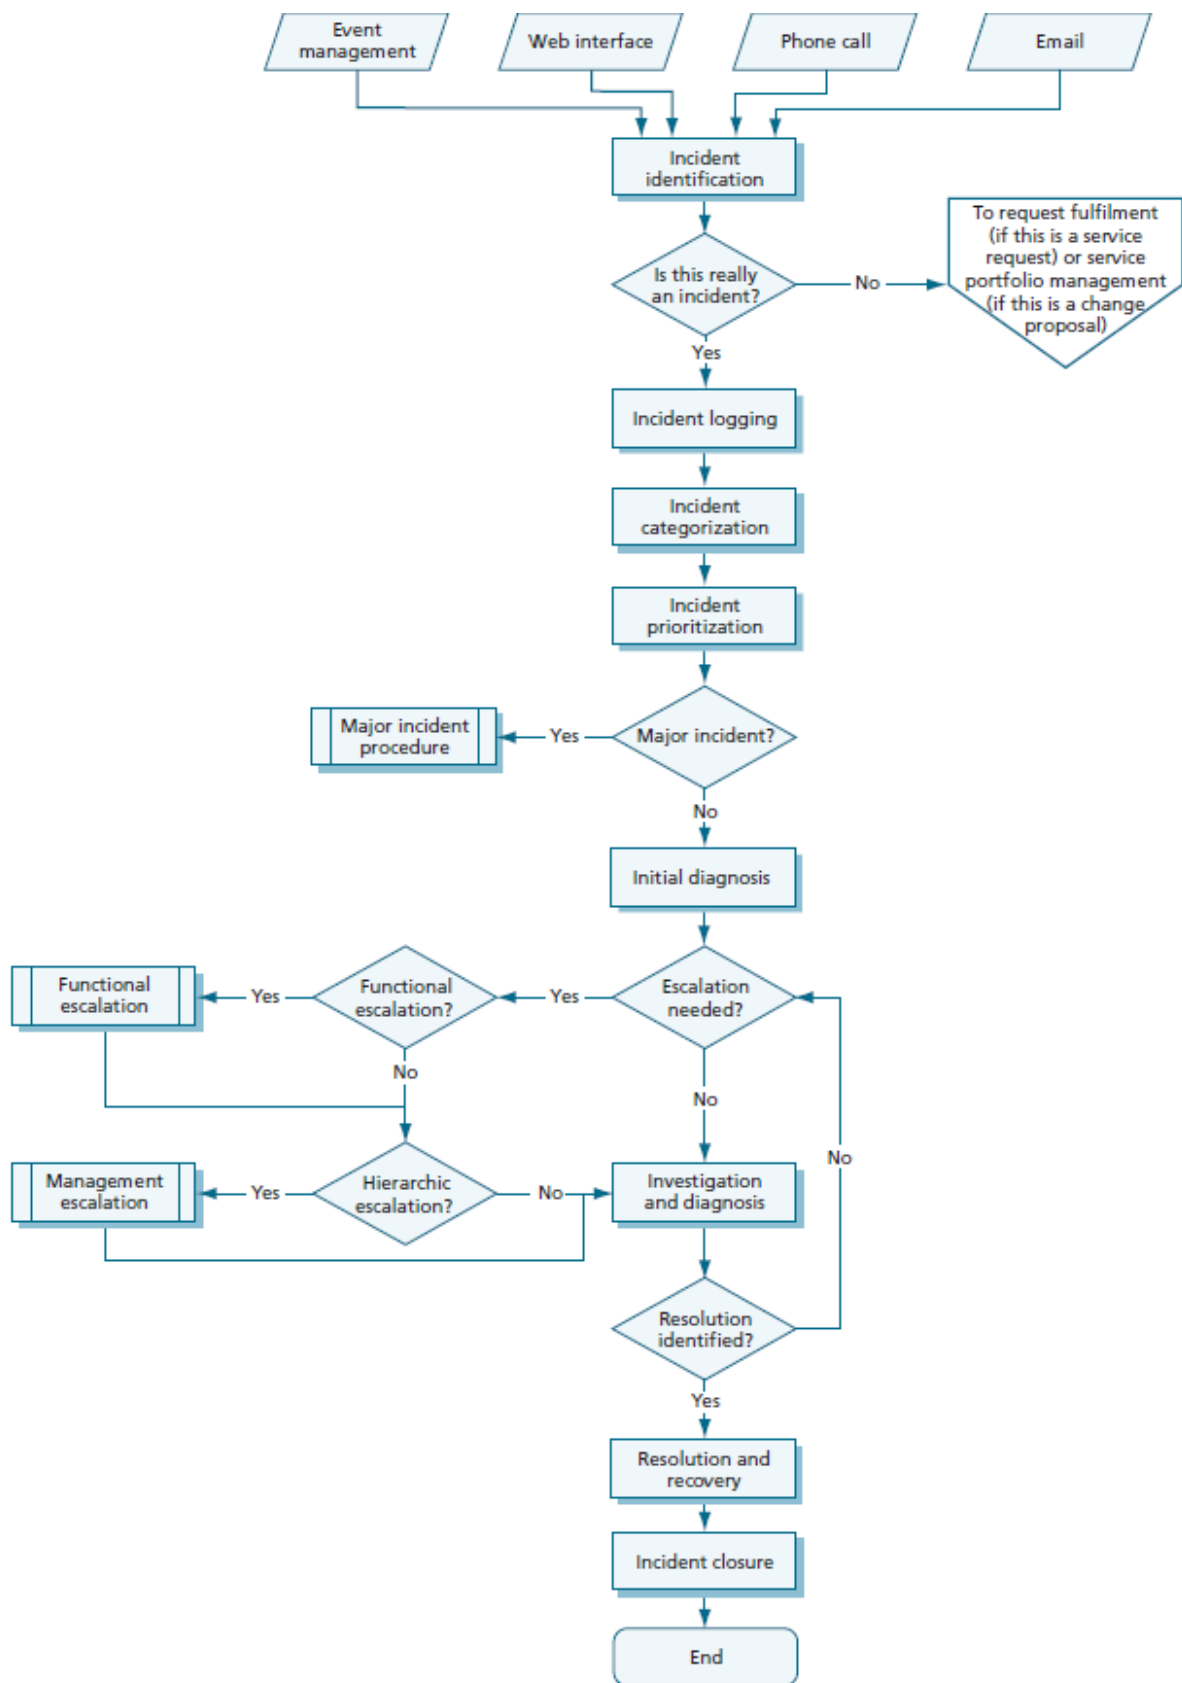 Event
management
Web interface
Phone call
Email
Incident
identification
To request fulfilment
(if this is a service
request) or service
portfolio management
(if this is a change
proposal)
Is this really
an incident?
No
Yes
Incident logging
Incident
categorization
Incident
prioritization
Major incident
procedure
Yes
Major incident?
No
Initial diagnosis
Functional
escalation
Yes
Functional
escalation?
Yes
Escalation
needed?
No
No
Management
escalation
Yes
Hierarchic
escalation?
No
Investigation
and diagnosis
No
Resolution
identified?
Yes
Resolution and
recovery
Incident closure
End